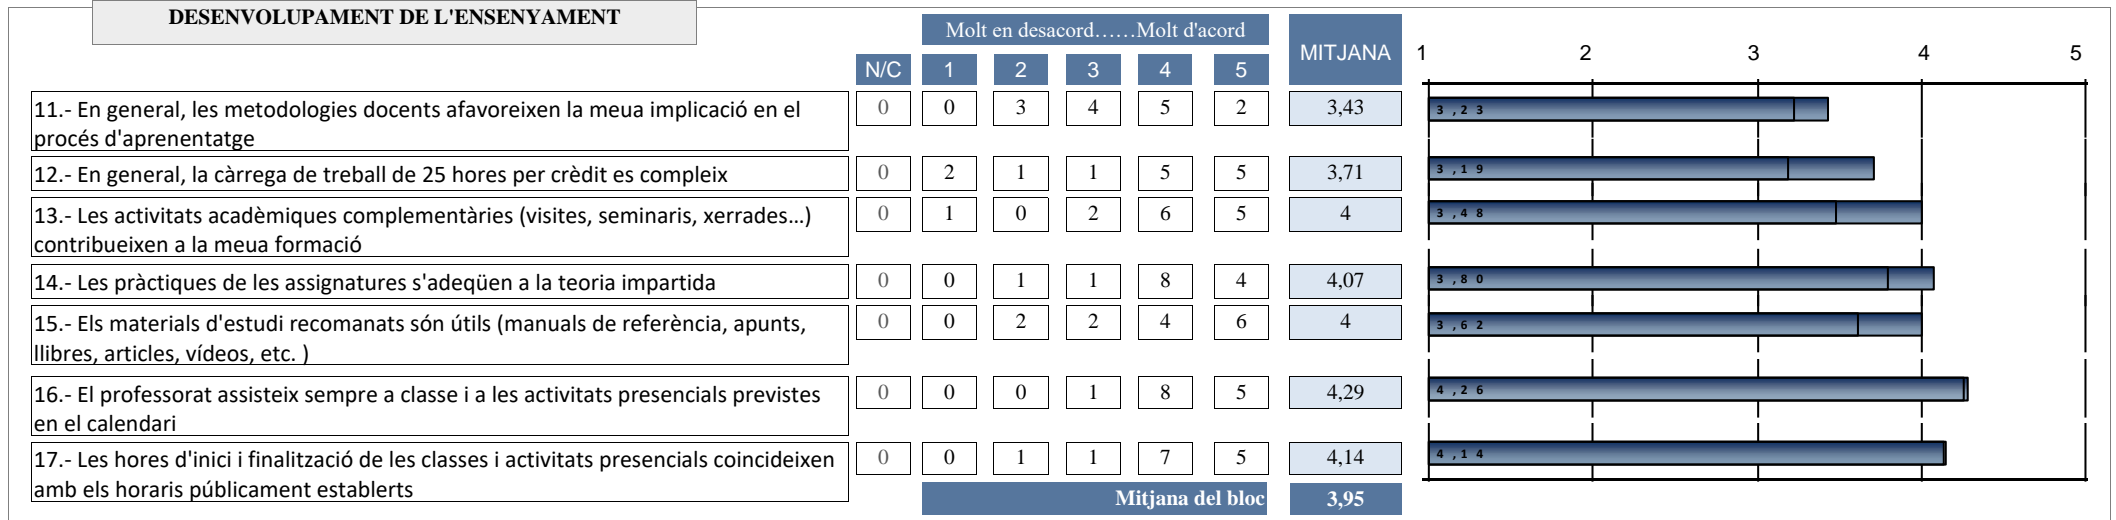 DESENVOLUPAMENT DE L'ENSENYAMENT
Molt en desacord……Molt d'acord
MITJANA
N/C 1 2 3 4 5
1 2 3 4 5
11.- En general, les metodologies docents afavoreixen la meua implicació en el
procés d'aprenentatge
0 0 3 4 5 2 3,43
3,23
12.- En general, la càrrega de treball de 25 hores per crèdit es compleix
0 2 1 1 5 5 3,71
3,19
13.- Les activitats acadèmiques complementàries (visites, seminaris, xerrades...)
contribueixen a la meua formació
0 1 0 2 6 5 4
3,48
14.- Les pràctiques de les assignatures s'adeqüen a la teoria impartida
0 0 1 1 8 4 4,07
3,80
15.- Els materials d'estudi recomanats són útils (manuals de referència, apunts,
llibres, articles, vídeos, etc. )
0 0 2 2 4 6 4
3,62
16.- El professorat assisteix sempre a classe i a les activitats presencials previstes
en el calendari
0 0 0 1 8 5 4,29
4,26
17.- Les hores d'inici i finalització de les classes i activitats presencials coincideixen
amb els horaris públicament establerts
0 0 1 1 7 5 4,14
4,14
Mitjana del bloc 3,95